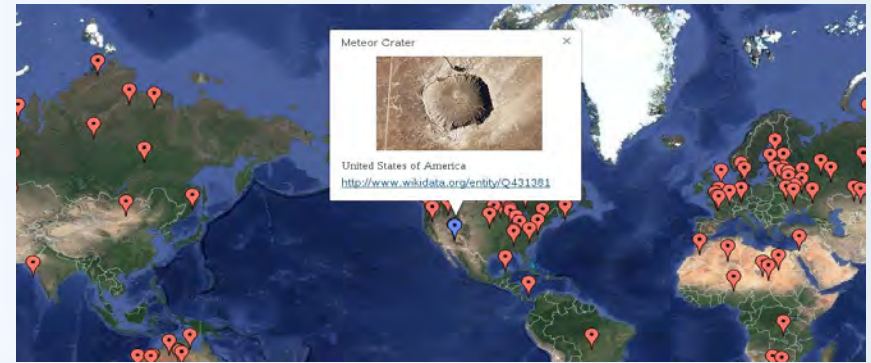 Meteor Crater
×
United States of America
http://www.wikidata.org/entity/Q431381